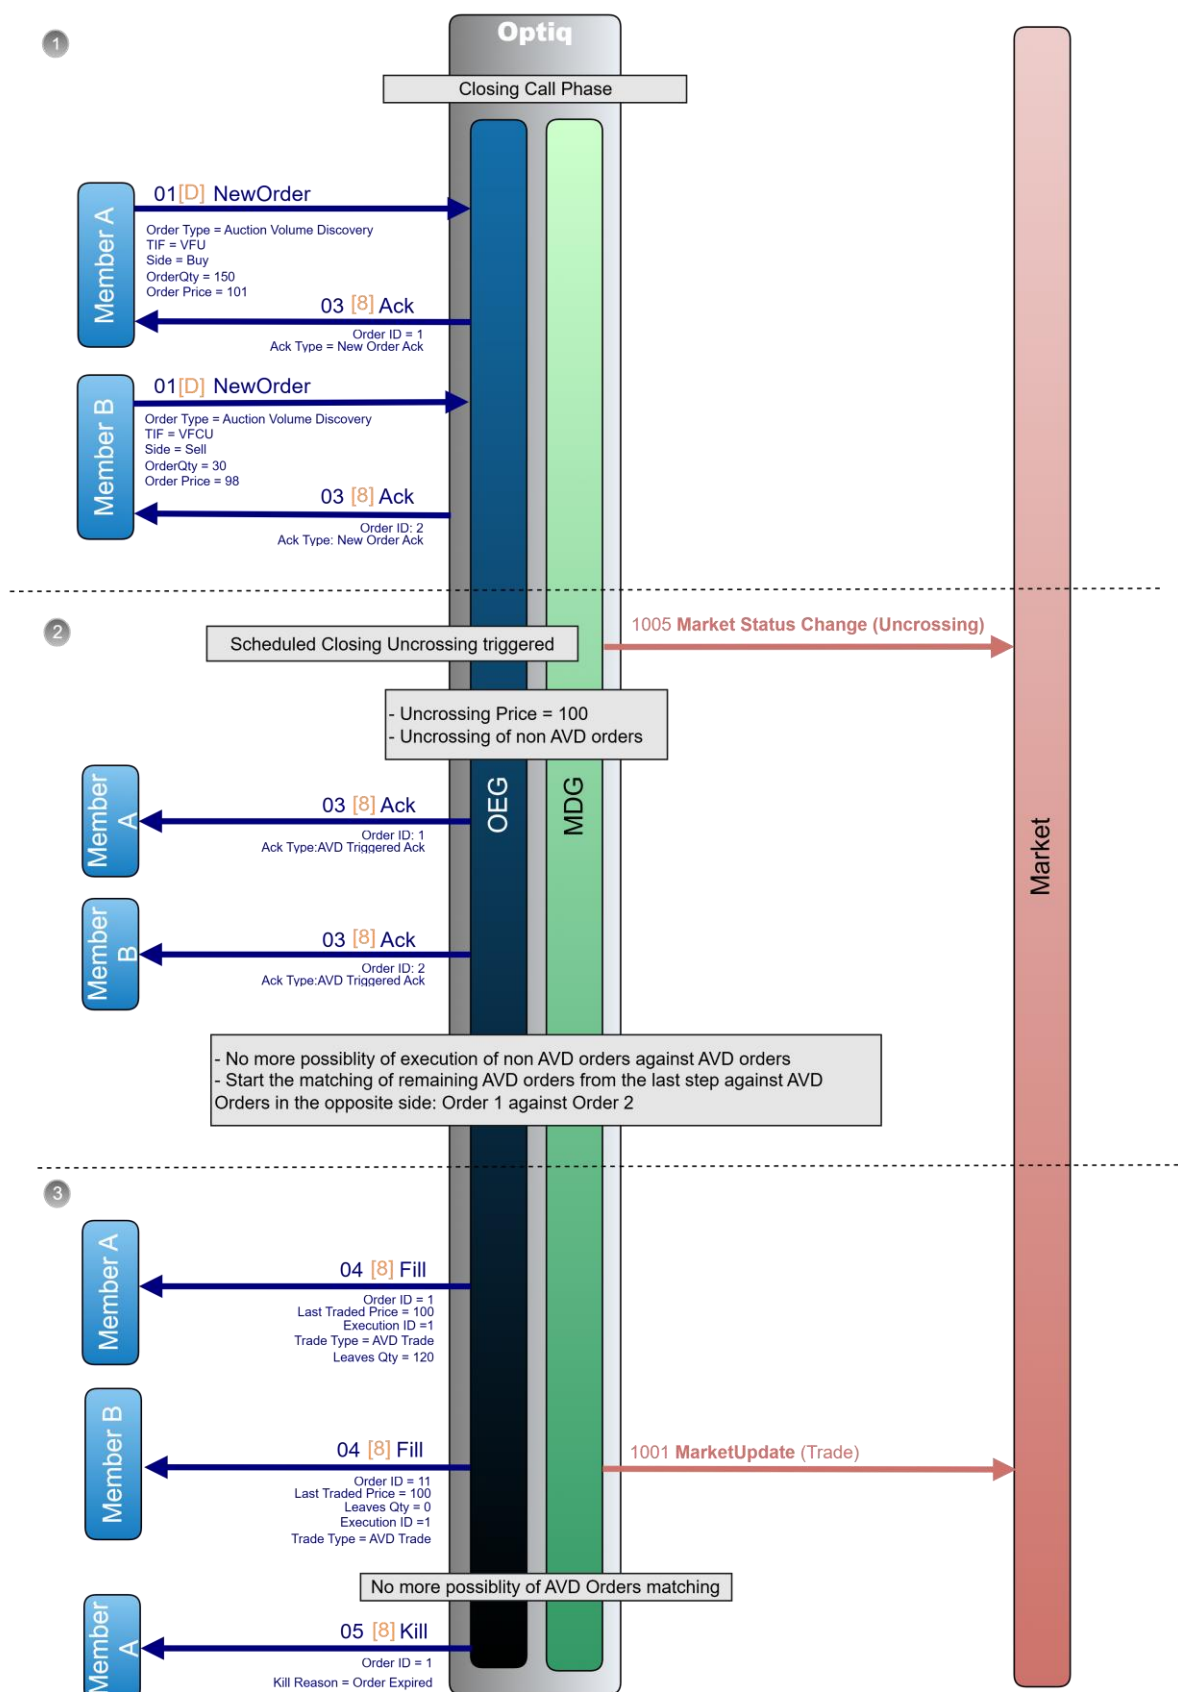 Optiq
1
Closing Call Phase
01[D] NewOrder
Member A
Order Type = Auction Volume Discovery
TIF = VFU
Side = Buy
OrderQty = 150
Order Price = 101
03 [8] Ack
Order ID = 1
Ack Type = New Order Ack
01[D] NewOrder
Member B
Order Type = Auction Volume Discovery
TIF = VFCU
Side = Sell
OrderQty = 30
Order Price = 98
03 [8] Ack
Order ID: 2
Ack Type: New Order Ack
2
Scheduled Closing Uncrossing triggered
1005 Market Status Change (Uncrossing)
- Uncrossing Price = 100
- Uncrossing of non AVD orders
OEG
MDG
Market
Member
A
03 [8] Ack
Order ID: 1
Ack Type:AVD Triggered Ack
Member
B
03 [8] Ack
Order ID: 2
Ack Type:AVD Triggered Ack
- No more possiblity of execution of non AVD orders against AVD orders
- Start the matching of remaining AVD orders from the last step against AVD
Orders in the opposite side: Order 1 against Order 2
3
Member A
04 [8] Fill
Order ID = 1
Last Traded Price = 100
Execution ID =1
Trade Type = AVD Trade
Leaves Qty = 120
Member B
04 [8] Fill
1001 MarketUpdate (Trade)
Order ID = 11
Last Traded Price = 100
Leaves Qty = 0
Execution ID =1
Trade Type = AVD Trade
No more possiblity of AVD Orders matching
Member
A
05 [8] Kill
Order ID = 1
Kill Reason = Order Expired